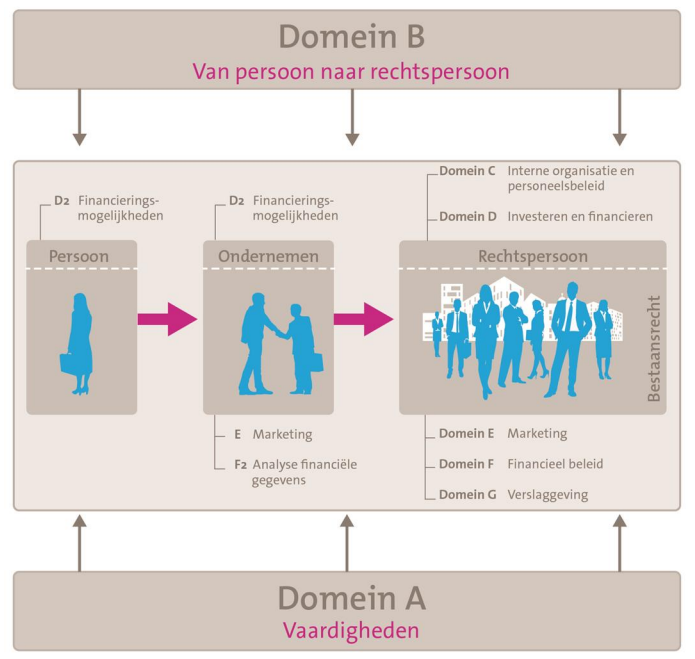 Domein B
Van persoon naar rechtspersoon
D2 Financierings-
mogelijkheden
D2 Financierings-
mogelijkheden
Domein C Interne organisatie en
personeelsbeleid
Domein D Investeren en financieren
Persoon
Ondernemen
Rechtspersoon
Bestaansrecht
E Marketing
F2 Analyse financiële
gegevens
Domein E Marketing
Domein F Financieel beleid
Domein G Verslaggeving
Domein A
Vaardigheden